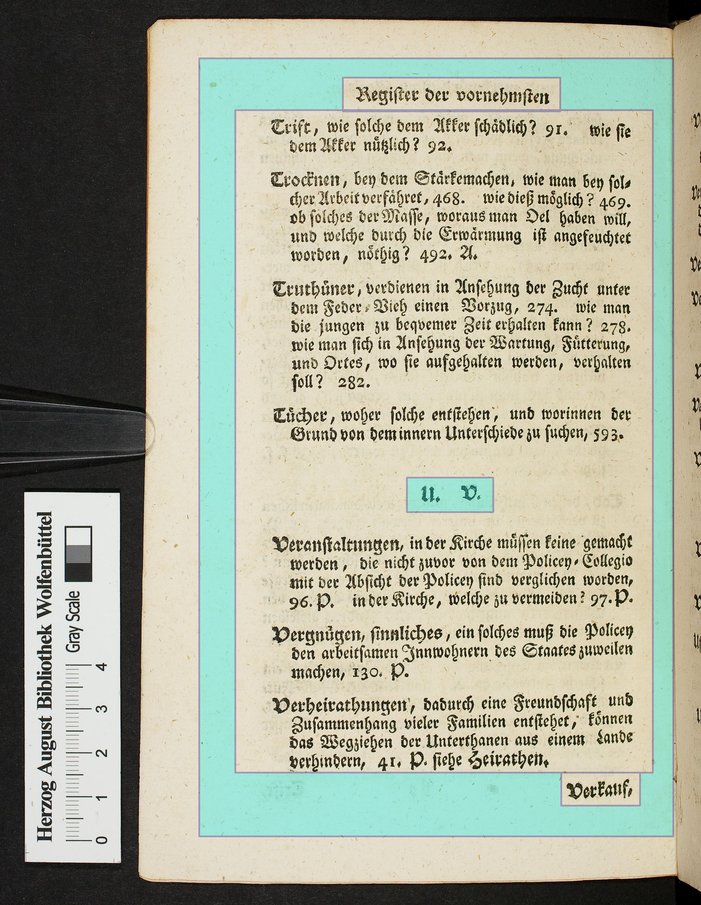 Register der vornehmsten
Trift, wie solche dem Akker schädlich? 91. wie sie
dem Akker nützlich? 92.
Trocknen, bey dem Stärkemachen, wie man bey sol-
cher Arbeit verfähret, 468. wie dieß möglich? 469.
ob solches der Masse, woraus man Oel haben will,
und welche durch die Erwärmung ist angefeuchtet
worden, nöthig? 492. A.
Truthüner, verdienen in Ansehung der Zucht unter
dem Feder-Vieh einen Vorzug, 274. wie man
die jungen zu beqvemer Zeit erhalten kann? 278.
wie man sich in Ansehung der Wartung, Fütterung,
und Ortes, wo sie aufgehalten werden, verhalten
soll? 282.
Tücher, woher solche entstehen, und worinnen der
Grund von dem innern Unterschiede zu suchen, 593.
U. V.
Veranstaltungen, in der Kirche müssen keine gemacht
werden, die nicht zuvor von dem Policey-Collegio
mit der Absicht der Policey sind verglichen worden,
96. P. in der Kirche, welche zu vermeiden? 97. P.
Vergnügen, sinnliches, ein solches muß die Policey
den arbeitsamen Innwohnern des Staates zuweilen
machen, 130. P.
Verheirathungen, dadurch eine Freundschaft und
Zusammenhang vieler Familien entstehet, können
das Wegziehen der Unterthanen aus einem Lande
verhindern, 41. P. siehe Heirathen.
Verkauf,
Herzog August Bibliothek Wolfenbüttel
Gray Scale
0 1 2 3 4